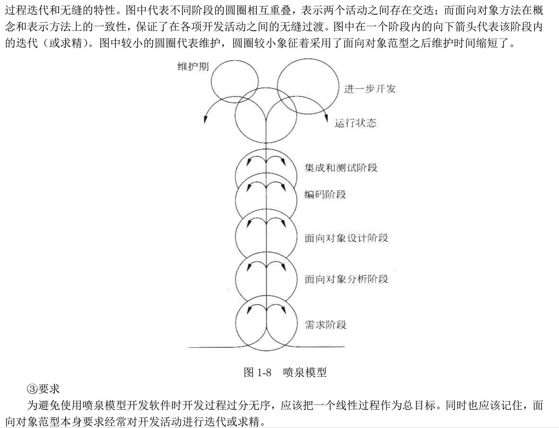 过程迭代和无缝的特性。图中代表不同阶段的圆圈相互重叠，表示两个活动之间存在交迭；而面向对象方法在概
念和表示方法上的一致性，保证了在各项开发活动之间的无缝过渡。图中在一个阶段内的向下箭头代表该阶段内
的迭代（或求精）。图中较小的圆圈代表维护，圆圈较小象征着采用了面向对象范型之后维护时间缩短了。
维护期
进一步开发
运行状态
集成和测试阶段
编码阶段
面向对象设计阶段
面向对象分析阶段
需求阶段
图 1-8 喷泉模型
③要求
为避免使用喷泉模型开发软件时开发过程过分无序，应该把一个线性过程作为总目标。同时也应该记住，面
向对象范型本身要求经常对开发活动进行迭代或求精。